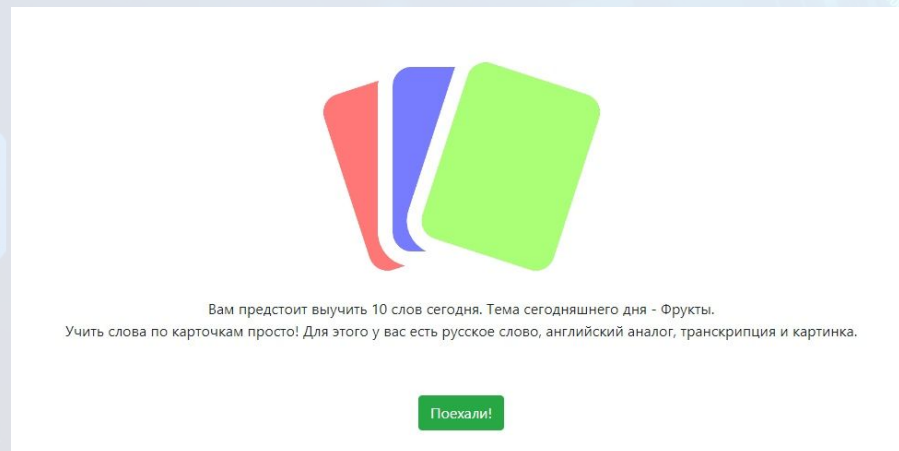 Вам предстоит выучить 10 слов сегодня. Тема сегодняшнего дня - Фрукты.
Учить слова по карточкам просто! Для этого у вас есть русское слово, английский аналог, транскрипция и картинка.
Поехали!